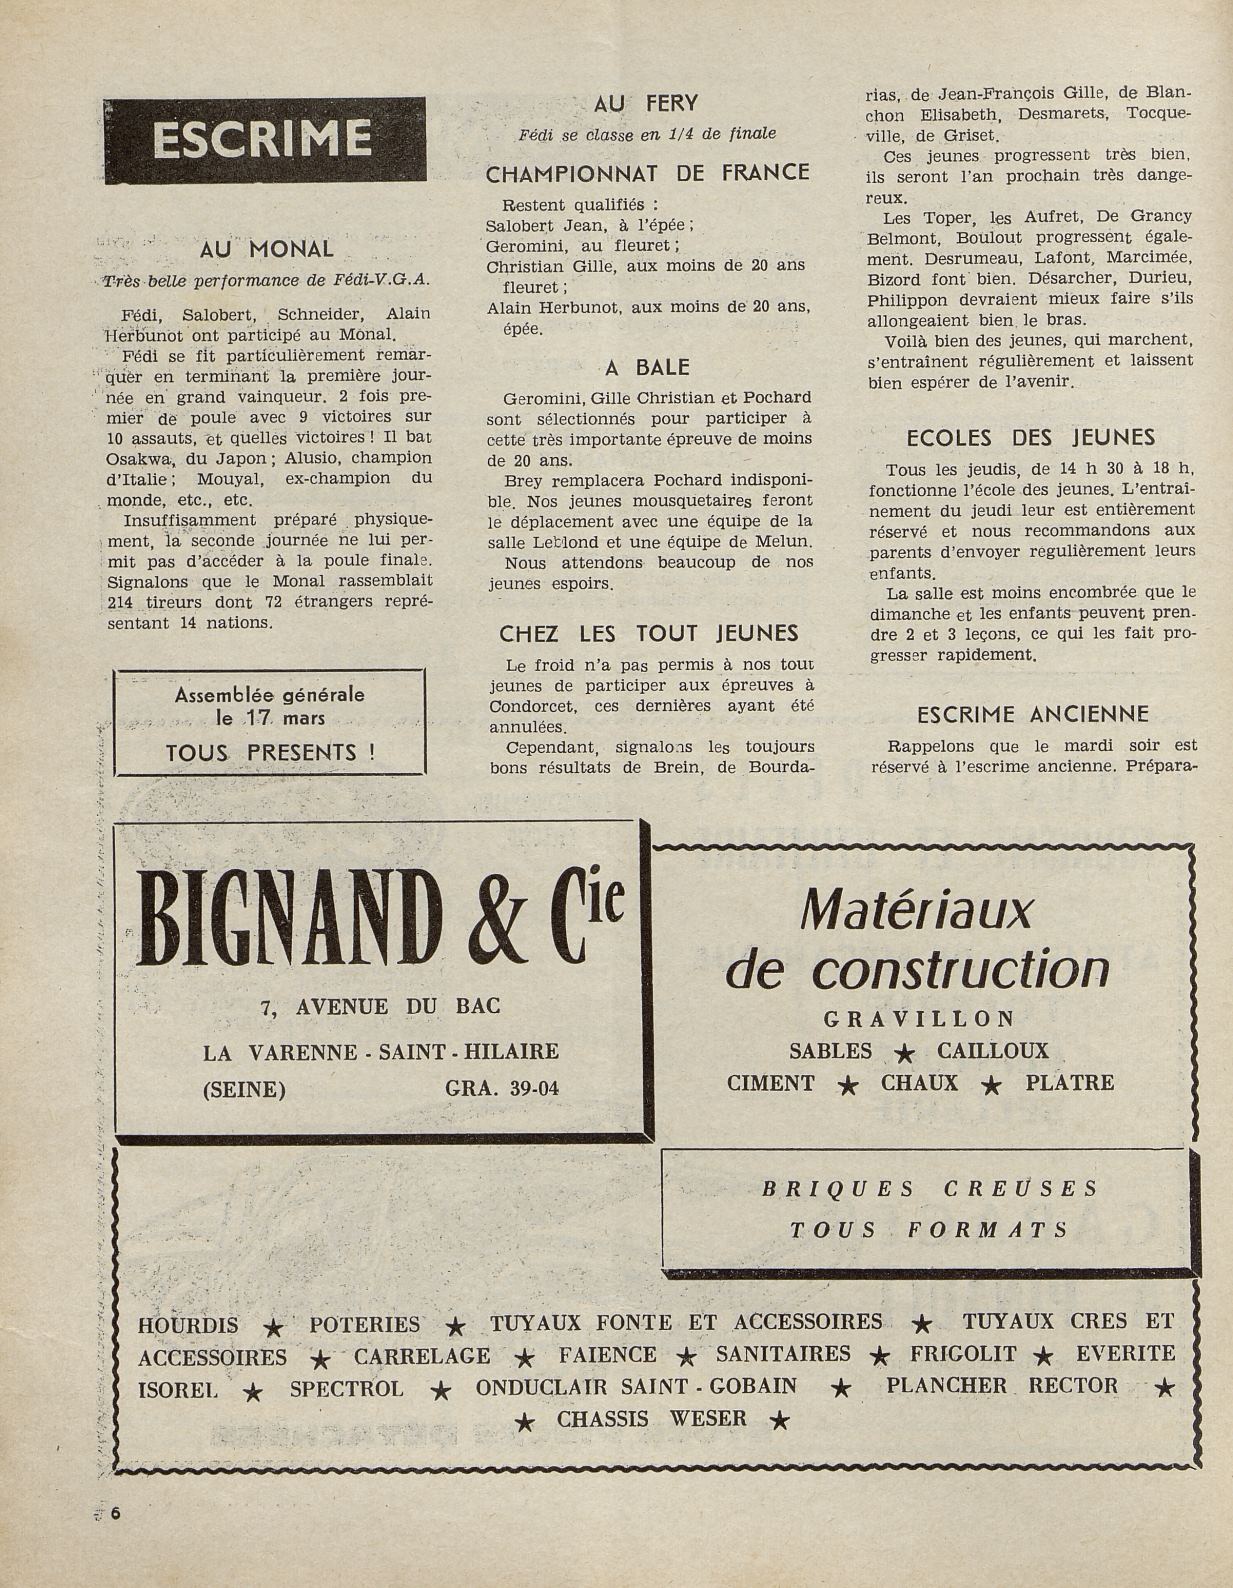 ESCRIME
AU MONAL
Très belle performance de Fédi-V.G.A.
Fédi, Salobert, Schneider, Alain
Herbunot ont participé au Monal.
Fédi se fit particulièrement remar-
quer en terminant la première jour-
née en grand vainqueur. 2 fois pre-
mier de poule avec 9 victoires sur
10 assauts, et quelles victoires ! Il bat
Osakwa, du Japon ; Alusio, champion
d'Italie ; Mouyal, ex-champion du
monde, etc., etc.
Insuffisamment préparé physique-
ment, la seconde journée ne lui per-
mit pas d'accéder à la poule finale.
Signalons que le Monal rassemblait
214 tireurs dont 72 étrangers repré-
sentant 14 nations.
Assemblée générale
le 17 mars
TOUS PRESENTS !
AU FERY
Fédi se classe en 1/4 de finale
CHAMPIONNAT DE FRANCE
Restent qualifiés :
Salobert Jean, à l'épée ;
Geromini, au fleuret ;
Christian Gille, aux moins de 20 ans
fleuret ;
Alain Herbunot, aux moins de 20 ans,
épée.
A BALE
Geromini, Gille Christian et Pochard
sont sélectionnés pour participer à
cette très importante épreuve de moins
de 20 ans.
Brey remplacera Pochard indisponi-
ble. Nos jeunes mousquetaires feront
le déplacement avec une équipe de la
salle Leblond et une équipe de Melun.
Nous attendons beaucoup de nos
jeunes espoirs.
CHEZ LES TOUT JEUNES
Le froid n'a pas permis à nos tout
jeunes de participer aux épreuves à
Condorcet, ces dernières ayant été
annulées.
Cependant, signalons les toujours
bons résultats de Brein, de Bourda-
rias, de Jean-François Gille, de Blan-
chon Elisabeth, Desmarets, Tocque-
ville, de Griset.
Ces jeunes progressent très bien,
ils seront l'an prochain très dange-
reux.
Les Toper, les Aufret, De Grancy
Belmont, Boulout progressent égale-
ment. Desrumeau, Lafont, Marcimée,
Bizord font bien. Désarcher, Durieu,
Philippon devraient mieux faire s'ils
allongeaient bien le bras.
Voilà bien des jeunes, qui marchent,
s'entraînent régulièrement et laissent
bien espérer de l'avenir.
ECOLES DES JEUNES
Tous les jeudis, de 14 h 30 à 18 h,
fonctionne l'école des jeunes. L'entraî-
nement du jeudi leur est entièrement
réservé et nous recommandons aux
parents d'envoyer régulièrement leurs
enfants.
La salle est moins encombrée que le
dimanche et les enfants peuvent pren-
dre 2 et 3 leçons, ce qui les fait pro-
gresser rapidement.
ESCRIME ANCIENNE
Rappelons que le mardi soir est
réservé à l'escrime ancienne. Prépara-
BIGNAND & Cie
7, AVENUE DU BAC
LA VARENNE - SAINT - HILAIRE
(SEINE) GRA. 39-04
Matériaux
de construction
GRAVILLON
SABLES ★ CAILLOUX
CIMENT ★ CHAUX ★ PLATRE
BRIQUES CREUSES
TOUS FORMATS
HOURDIS ★ POTERIES ★ TUYAUX FONTE ET ACCESSOIRES ★ TUYAUX CRES ET
ACCESSOIRES ★ CARRELAGE ★ FAIENCE ★ SANITAIRES ★ FRIGOLIT ★ EVERITE
ISOREL ★ SPECTROL ★ ONDUCLAIR SAINT - GOBAIN ★ PLANCHER RECTOR ★
★ CHASSIS WESER ★
6